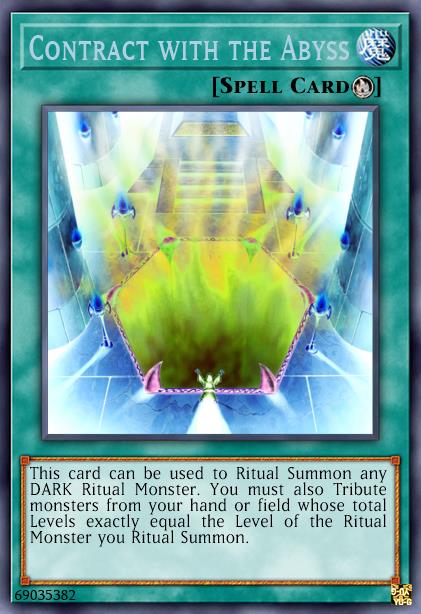 CONTRACT WITH THE ABYSS 魔
[SPELL CARD]
This card can be used to Ritual Summon any
DARK Ritual Monster. You must also Tribute
monsters from your hand or field whose total
Levels exactly equal the Level of the Ritual
Monster you Ritual Summon.
69035382